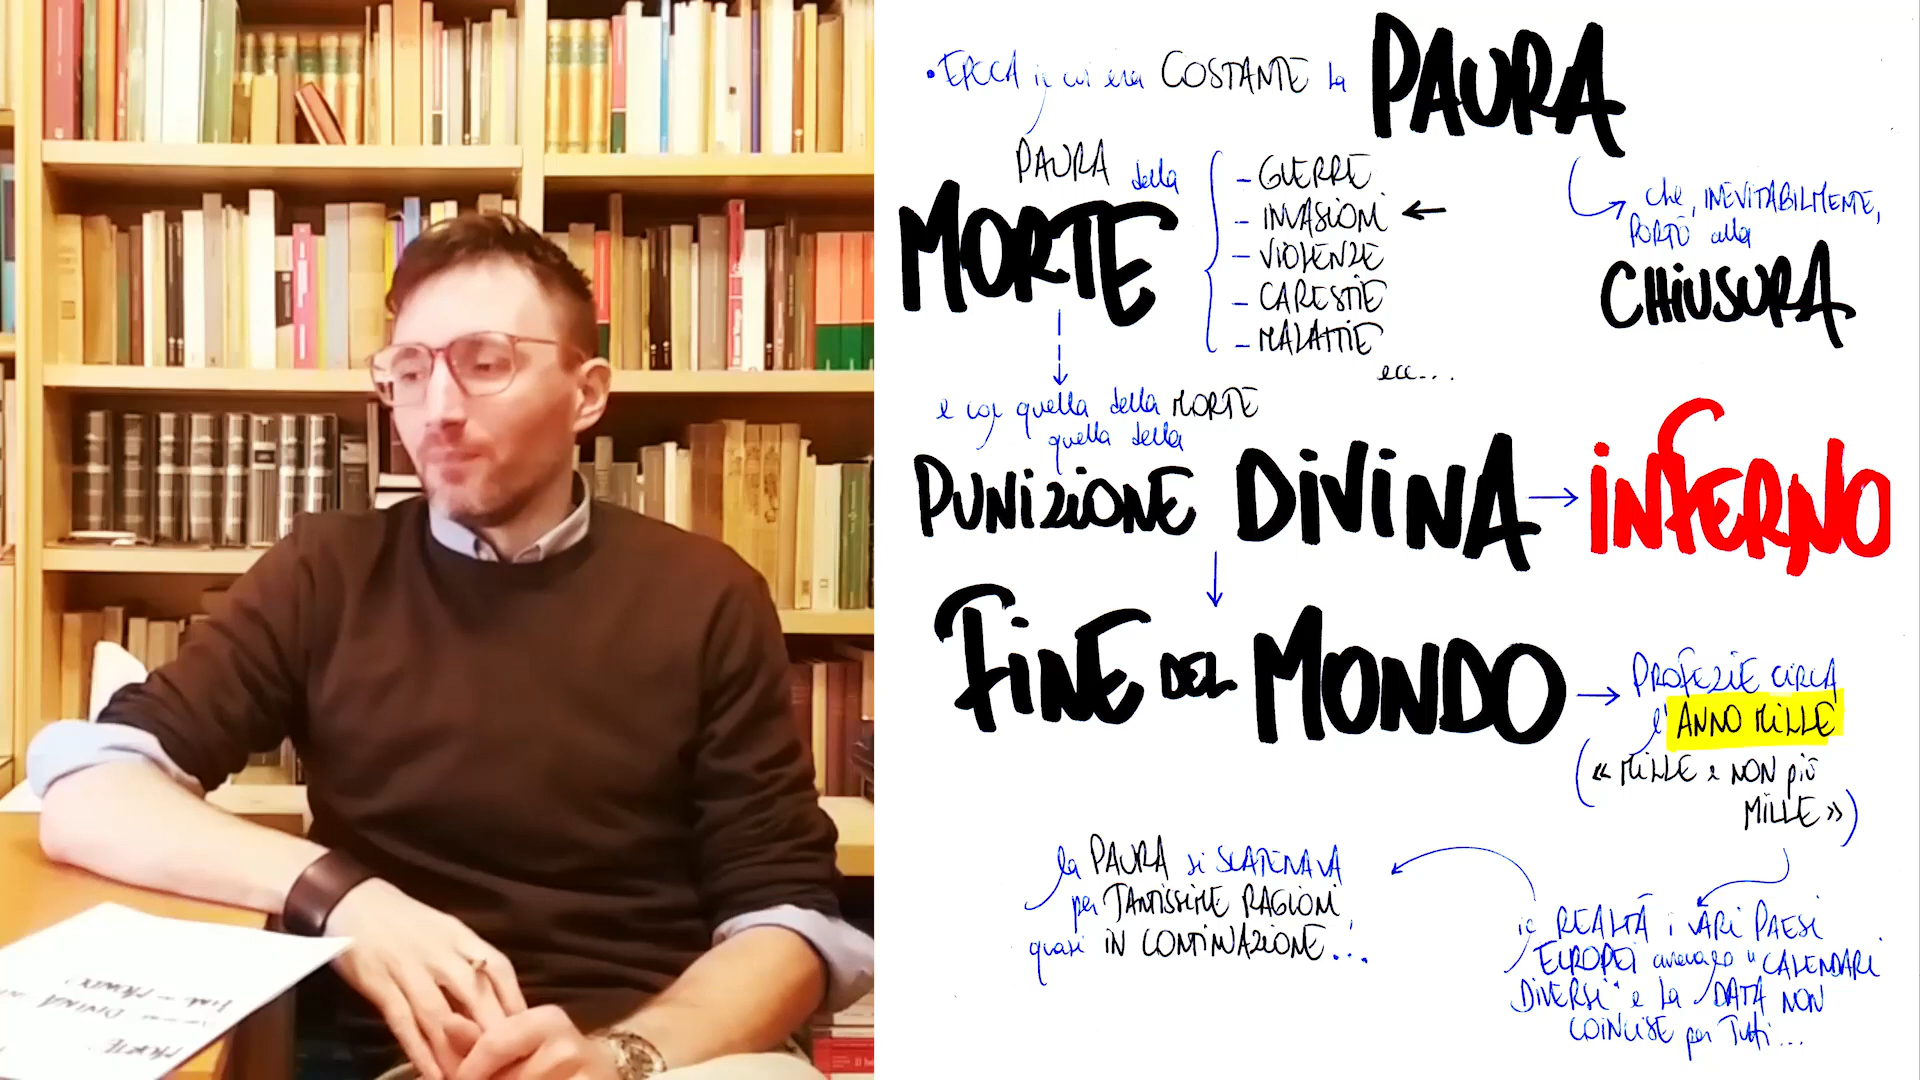 • EPOCA in cui era COSTANTE la PAURA
PAURA della
MORTE
- GUERRE
- INVASIONI
- VIOLENZE
- CARESTIE
- MALATTIE
ecc...
che, INEVITABILMENTE,
PORTÒ alla
CHIUSURA
e con quella della MORTE
quella della
PUNIZIONE DIVINA → INFERNO
FINE DEL MONDO
PROFEZIE CIRCA
l'ANNO MILLE
(« MILLE e NON più
MILLE »)
in REALTÀ i VARI PAESI
EUROPEI avevano "CALENDARI
DIVERSI" e la DATA NON
COINCISE per TUTTI...
la PAURA si SCATENAVA
per TANTISSIME RAGIONI,
quasi IN CONTINUAZIONE...
MORTE
DIVINA